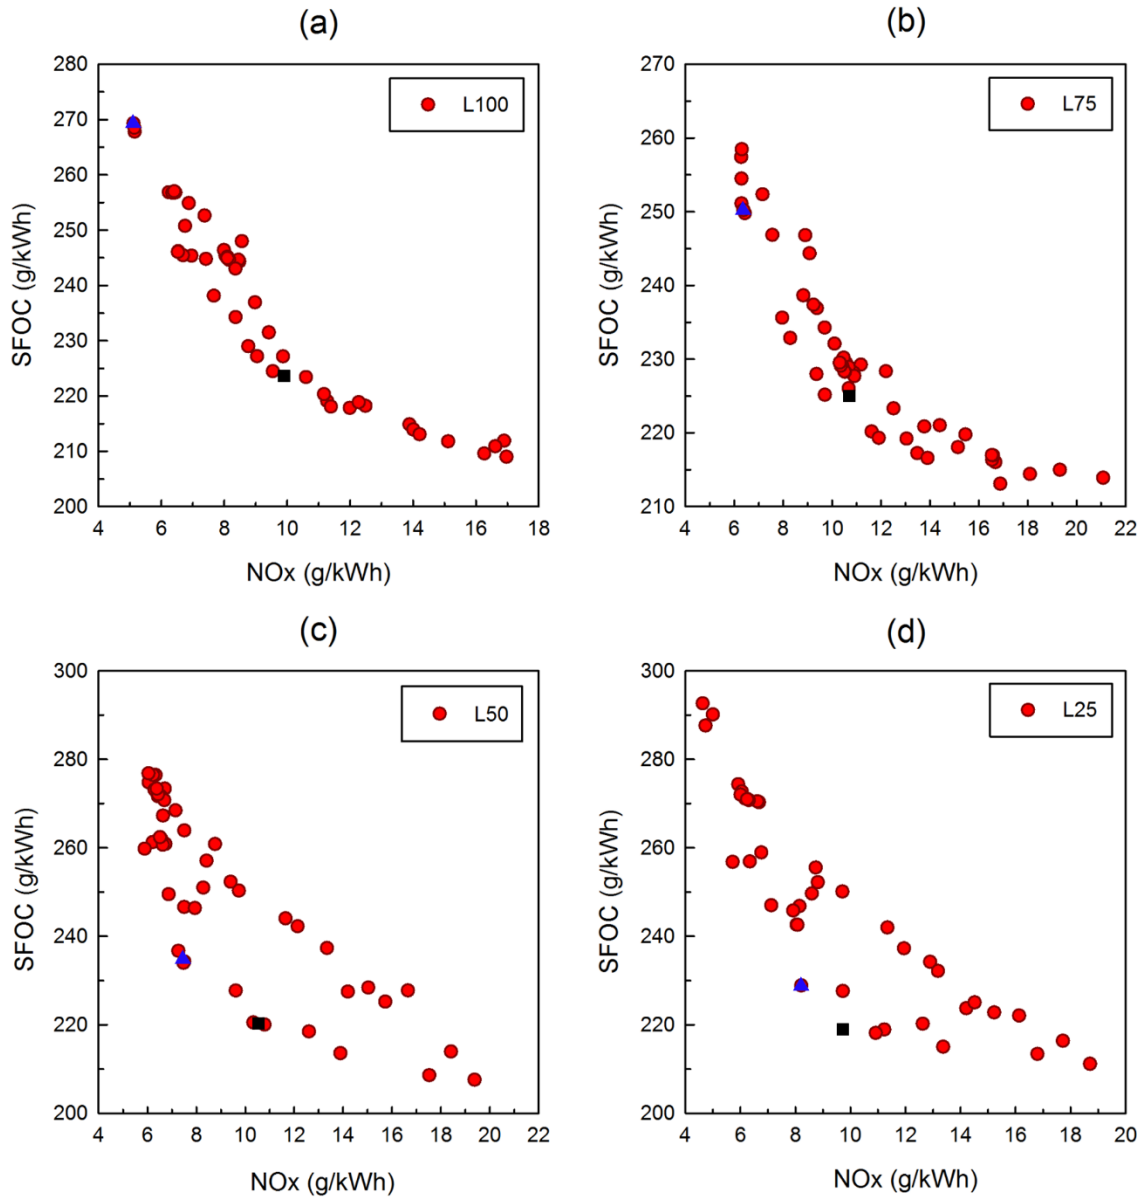 (a)
L100
280
270
260
250
240
230
220
210
200
SFOC (g/kWh)
4 6 8 10 12 14 16 18
NOx (g/kWh)
(b)
L75
270
260
250
240
230
220
210
SFOC (g/kWh)
4 6 8 10 12 14 16 18 20 22
NOx (g/kWh)
(c)
L50
300
280
260
240
220
200
SFOC (g/kWh)
4 6 8 10 12 14 16 18 20 22
NOx (g/kWh)
(d)
L25
300
280
260
240
220
200
SFOC (g/kWh)
4 6 8 10 12 14 16 18 20
NOx (g/kWh)